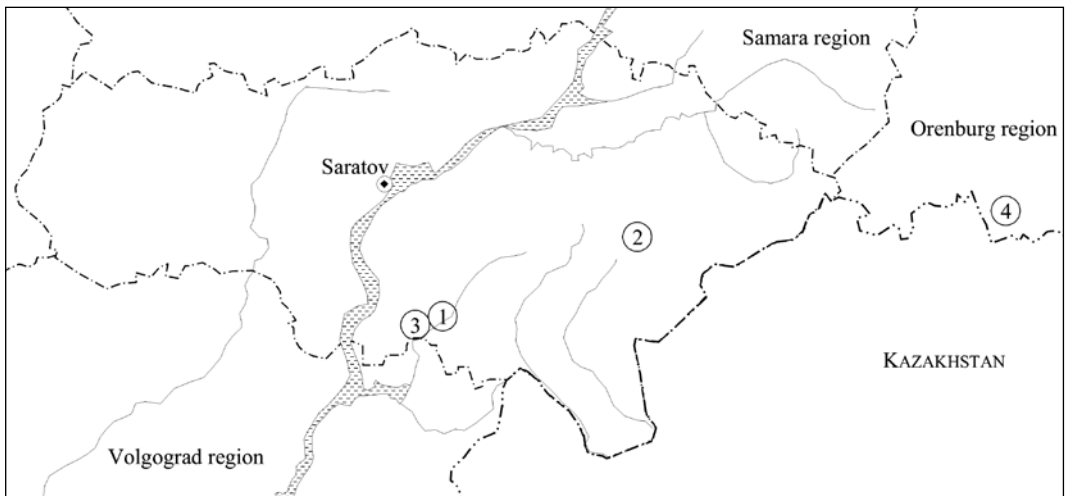 Samara region
Orenburg region
Saratov
4
2
1
3
KAZAKHSTAN
Volgograd region